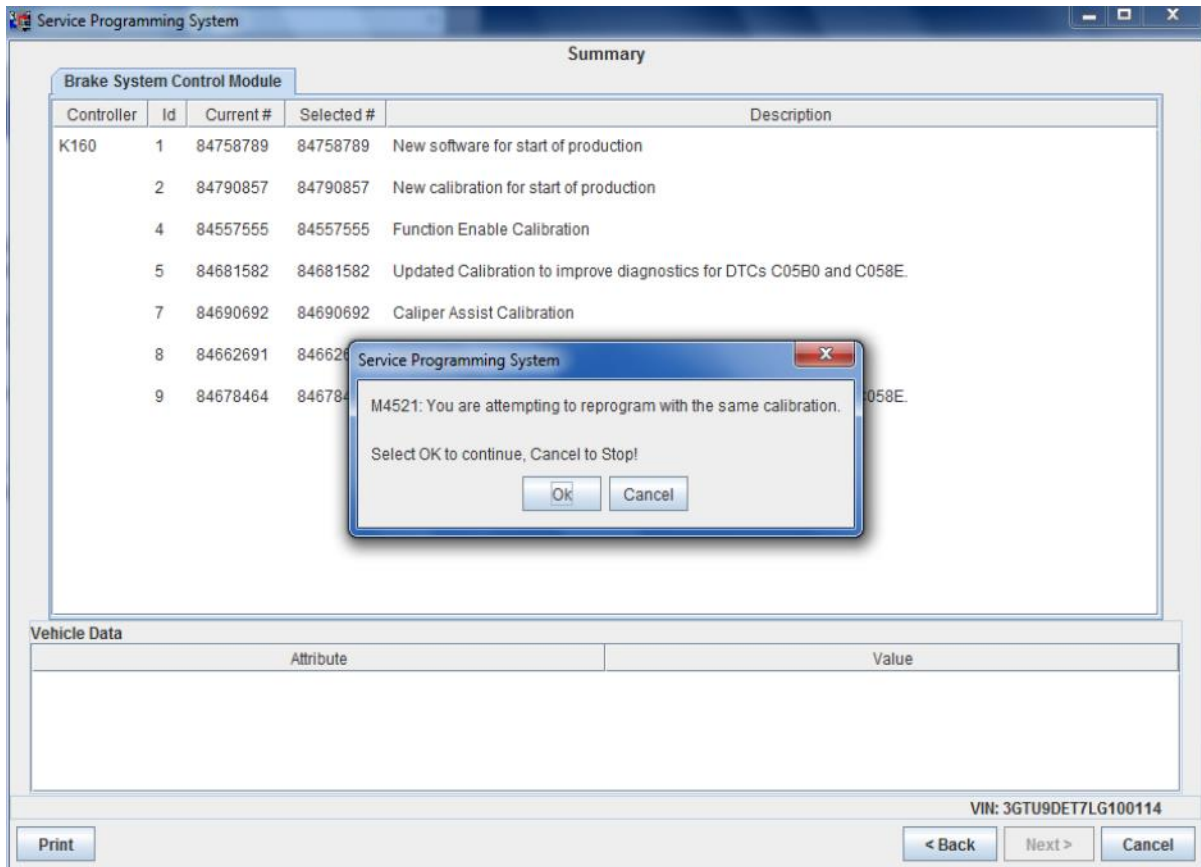 Service Programming System
Summary
Brake System Control Module
Controller Id Current # Selected # Description
K160 1 84758789 84758789 New software for start of production
2 84790857 84790857 New calibration for start of production
4 84557555 84557555 Function Enable Calibration
5 84681582 84681582 Updated Calibration to improve diagnostics for DTCs C05B0 and C058E.
7 84690692 84690692 Caliper Assist Calibration
8 84662691
9 84678464 058E.
Service Programming System
M4521: You are attempting to reprogram with the same calibration.
Select OK to continue, Cancel to Stop!
Ok Cancel
Vehicle Data
Attribute Value
VIN: 3GTU9DET7LG100114
Print < Back Next > Cancel